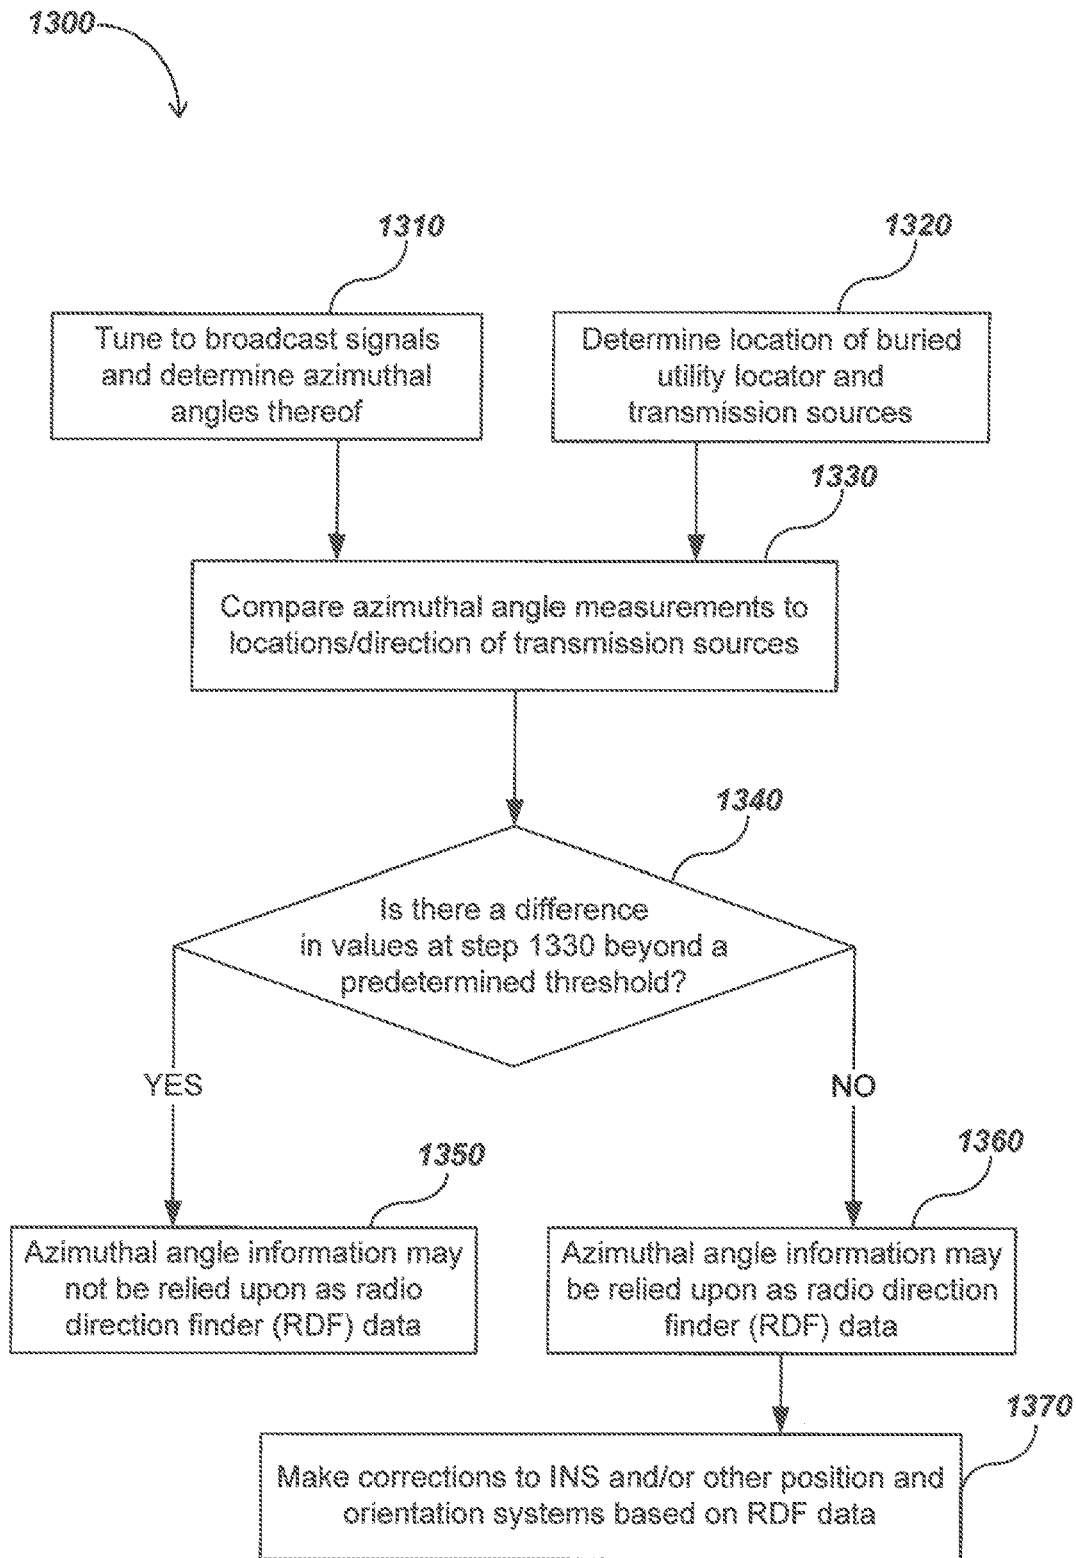 1300
1310
1320
Tune to broadcast signals
and determine azimuthal
angles thereof
Determine location of buried
utility locator and
transmission sources
1330
Compare azimuthal angle measurements to
locations/direction of transmission sources
1340
Is there a difference
in values at step 1330 beyond a
predetermined threshold?
YES
NO
1350
1360
Azimuthal angle information may
not be relied upon as radio
direction finder (RDF) data
Azimuthal angle information may
be relied upon as radio direction
finder (RDF) data
1370
Make corrections to INS and/or other position and
orientation systems based on RDF data